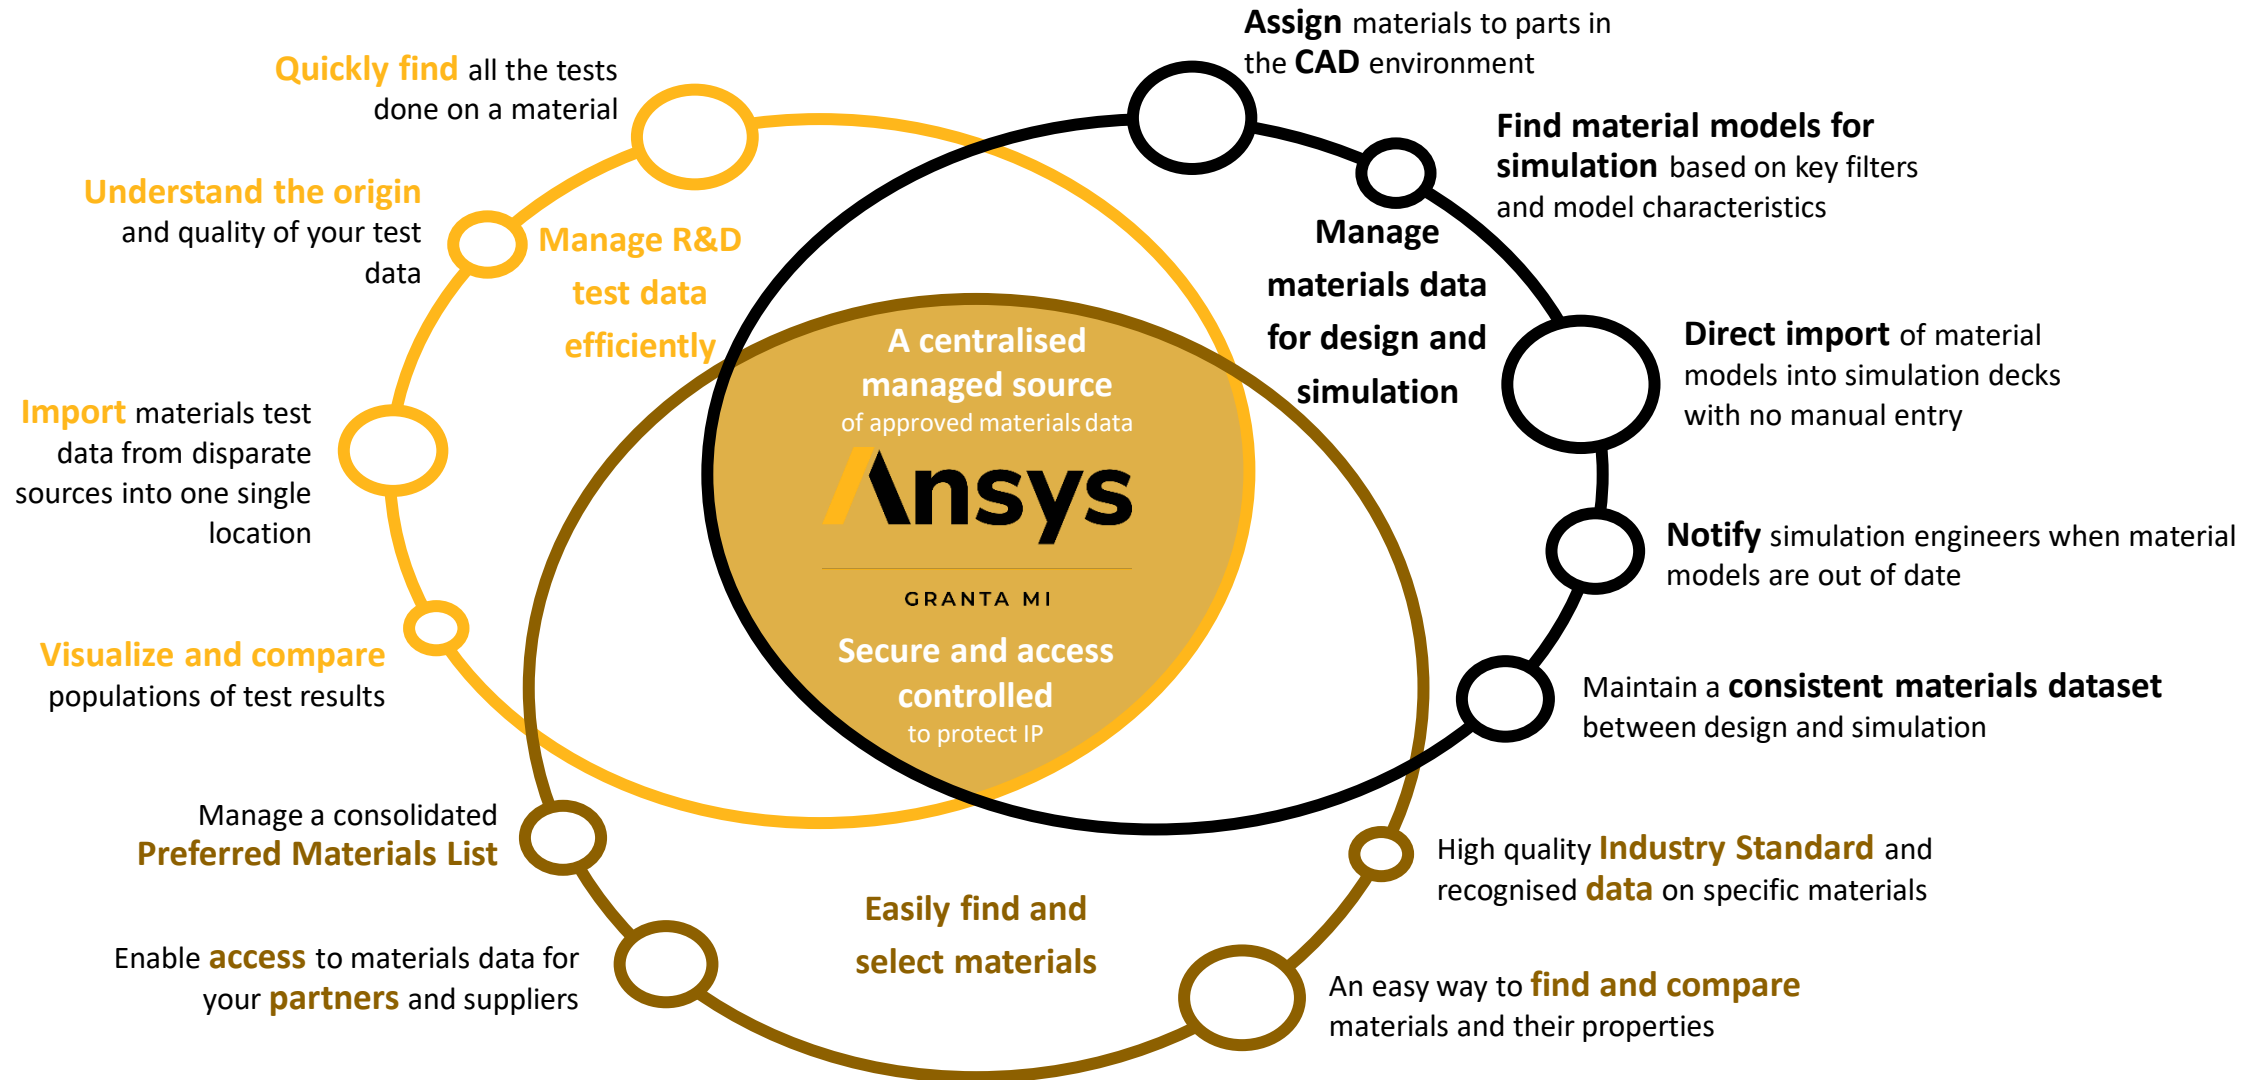 Quickly find all the tests
done on a material
Understand the origin
and quality of your test
data
Import materials test
data from disparate
sources into one single
location
Visualize and compare
populations of test results
Manage R&D
test data
efficiently
Assign materials to parts in
the CAD environment
Find material models for
simulation based on key filters
and model characteristics
Direct import of material
models into simulation decks
with no manual entry
Notify simulation engineers when material
models are out of date
Maintain a consistent materials dataset
between design and simulation
Manage
materials data
for design and
simulation
A centralised
managed source
of approved materials data
Ansys
GRANTA MI
Secure and access
controlled
to protect IP
Manage a consolidated
Preferred Materials List
Enable access to materials data for
your partners and suppliers
Easily find and
select materials
High quality Industry Standard and
recognised data on specific materials
An easy way to find and compare
materials and their properties